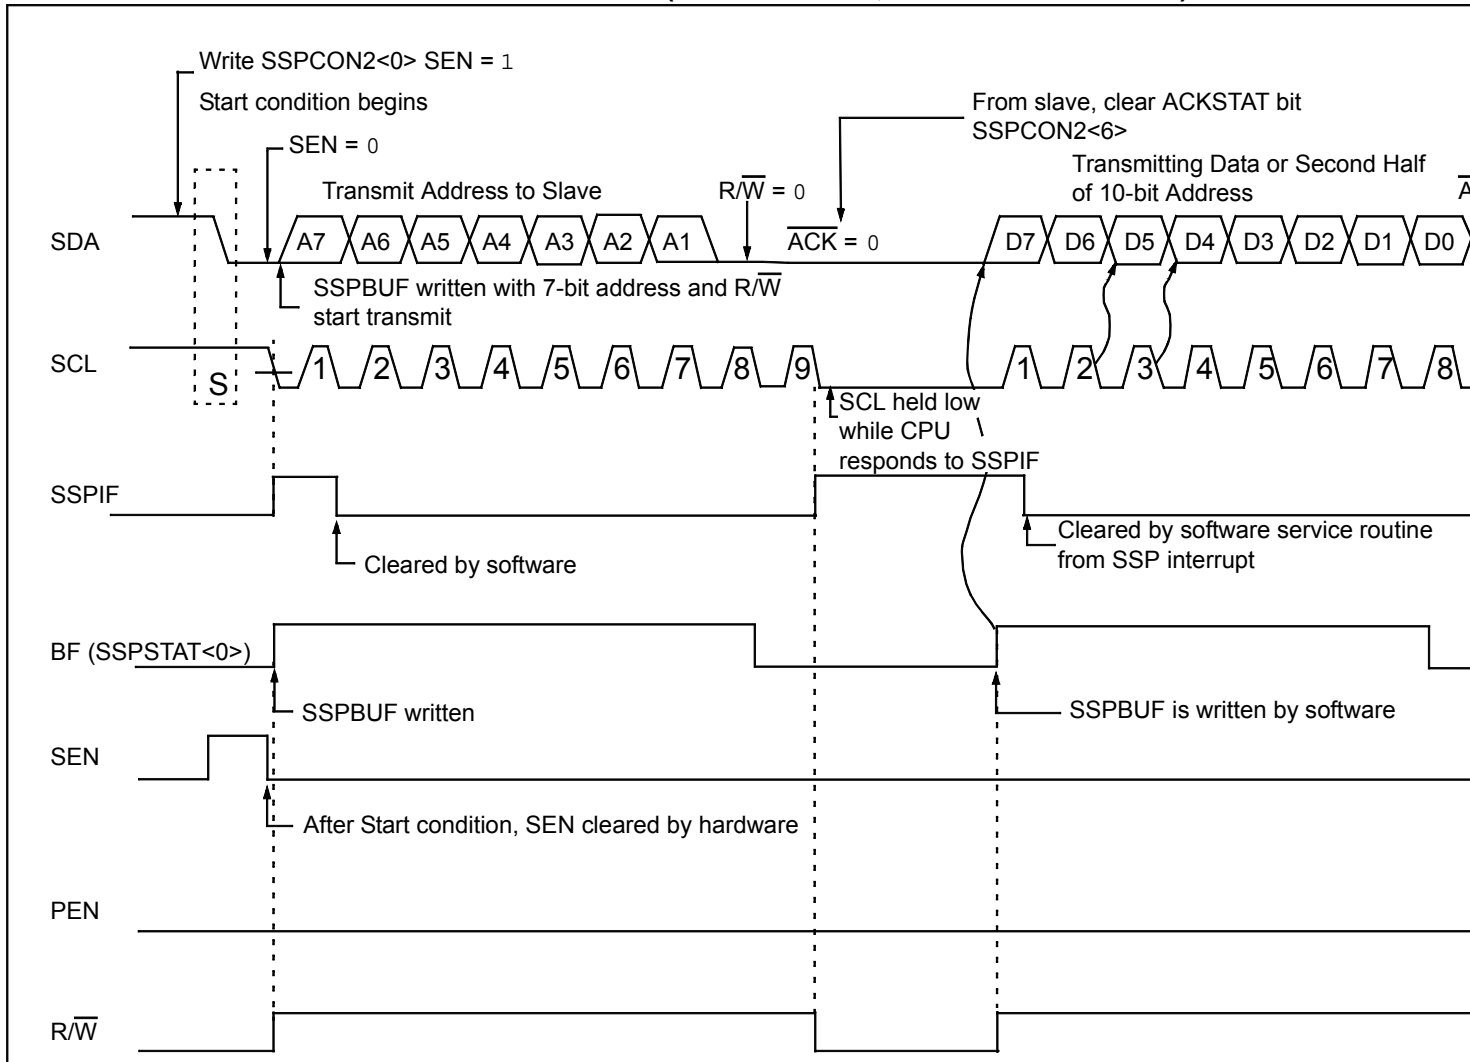 Write SSPCON2<0> SEN = 1
Start condition begins
From slave, clear ACKSTAT bit
SSPCON2<6>
SEN = 0
Transmitting Data or Second Half
of 10-bit Address
Transmit Address to Slave
R/W = 0
SDA
A7 A6 A5 A4 A3 A2 A1
ACK = 0
D7 D6 D5 D4 D3 D2 D1 D0
SSPBUF written with 7-bit address and R/W
start transmit
SCL
S
1 2 3 4 5 6 7 8 9
1 2 3 4 5 6 7 8
SCL held low
while CPU
responds to SSPIF
SSPIF
Cleared by software
Cleared by software service routine
from SSP interrupt
BF (SSPSTAT<0>)
SSPBUF written
SSPBUF is written by software
SEN
After Start condition, SEN cleared by hardware
PEN
R/W